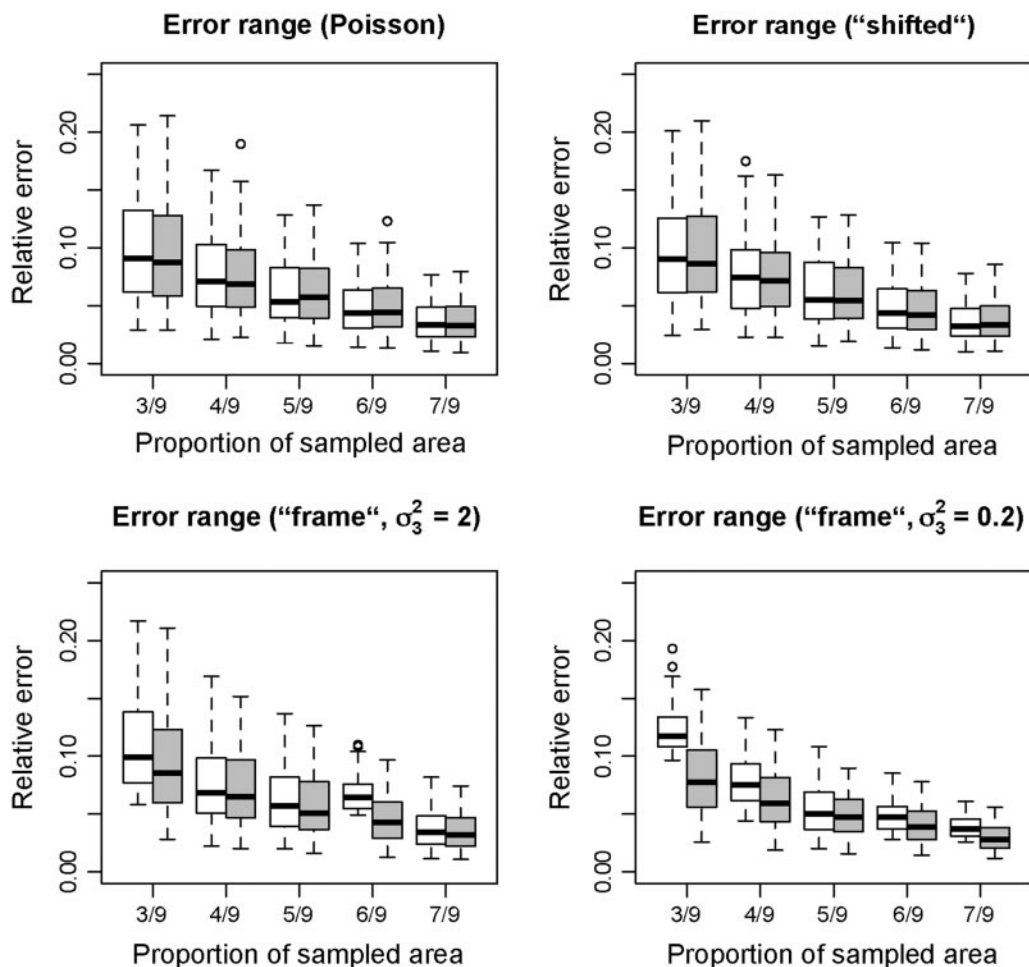 Error range (Poisson)
Relative error
0.00
0.10
0.20
3/9 4/9 5/9 6/9 7/9
Proportion of sampled area
Error range (“shifted“)
Relative error
0.00
0.10
0.20
3/9 4/9 5/9 6/9 7/9
Proportion of sampled area
Error range (“frame“, σ₃² = 2)
Relative error
0.00
0.10
0.20
3/9 4/9 5/9 6/9 7/9
Proportion of sampled area
Error range (“frame“, σ₃² = 0.2)
Relative error
0.00
0.10
0.20
3/9 4/9 5/9 6/9 7/9
Proportion of sampled area